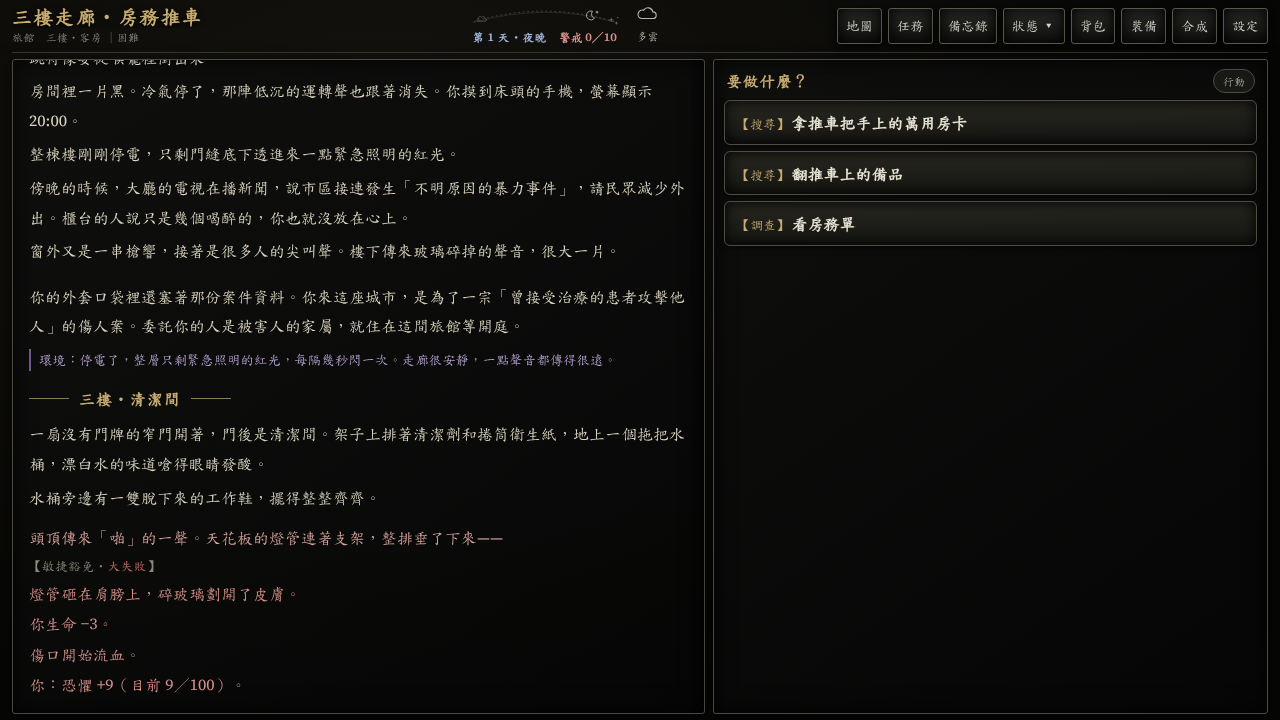 三樓走廊・房務推車
旅館　三樓・客房　｜困難
第 1 天・夜晚　警戒 0／10
多雲
地圖
任務
備忘錄
狀態 ▼
背包
裝備
合成
設定
房間裡一片黑。冷氣停了，那陣低沉的運轉聲也跟著消失。你摸到床頭的手機，螢幕顯示
20:00。
整棟樓剛剛停電，只剩門縫底下透進來一點緊急照明的紅光。
傍晚的時候，大廳的電視在播新聞，說市區接連發生「不明原因的暴力事件」，請民眾減少外
出。櫃台的人說只是幾個喝醉的，你也就沒放在心上。
窗外又是一串槍響，接著是很多人的尖叫聲。樓下傳來玻璃碎掉的聲音，很大一片。
你的外套口袋裡還塞著那份案件資料。你來這座城市，是為了一宗「曾接受治療的患者攻擊他
人」的傷人案。委託你的人是被害人的家屬，就住在這間旅館等開庭。
環境：停電了，整層只剩緊急照明的紅光，每隔幾秒閃一次。走廊很安靜，一點聲音都傳得很遠。
三樓・清潔間
一扇沒有門牌的窄門開著，門後是清潔間。架子上排著清潔劑和捲筒衛生紙，地上一個拖把水
桶，漂白水的味道嗆得眼睛發酸。
水桶旁邊有一雙脫下來的工作鞋，擺得整整齊齊。
頭頂傳來「啪」的一聲。天花板的燈管連著支架，整排垂了下來——
【敏捷豁免・大失敗】
燈管砸在肩膀上，碎玻璃劃開了皮膚。
你生命 −3。
傷口開始流血。
你：恐懼 +9（目前 9／100）。
要做什麼？
行動
【搜尋】拿推車把手上的萬用房卡
【搜尋】翻推車上的備品
【調查】看房務單